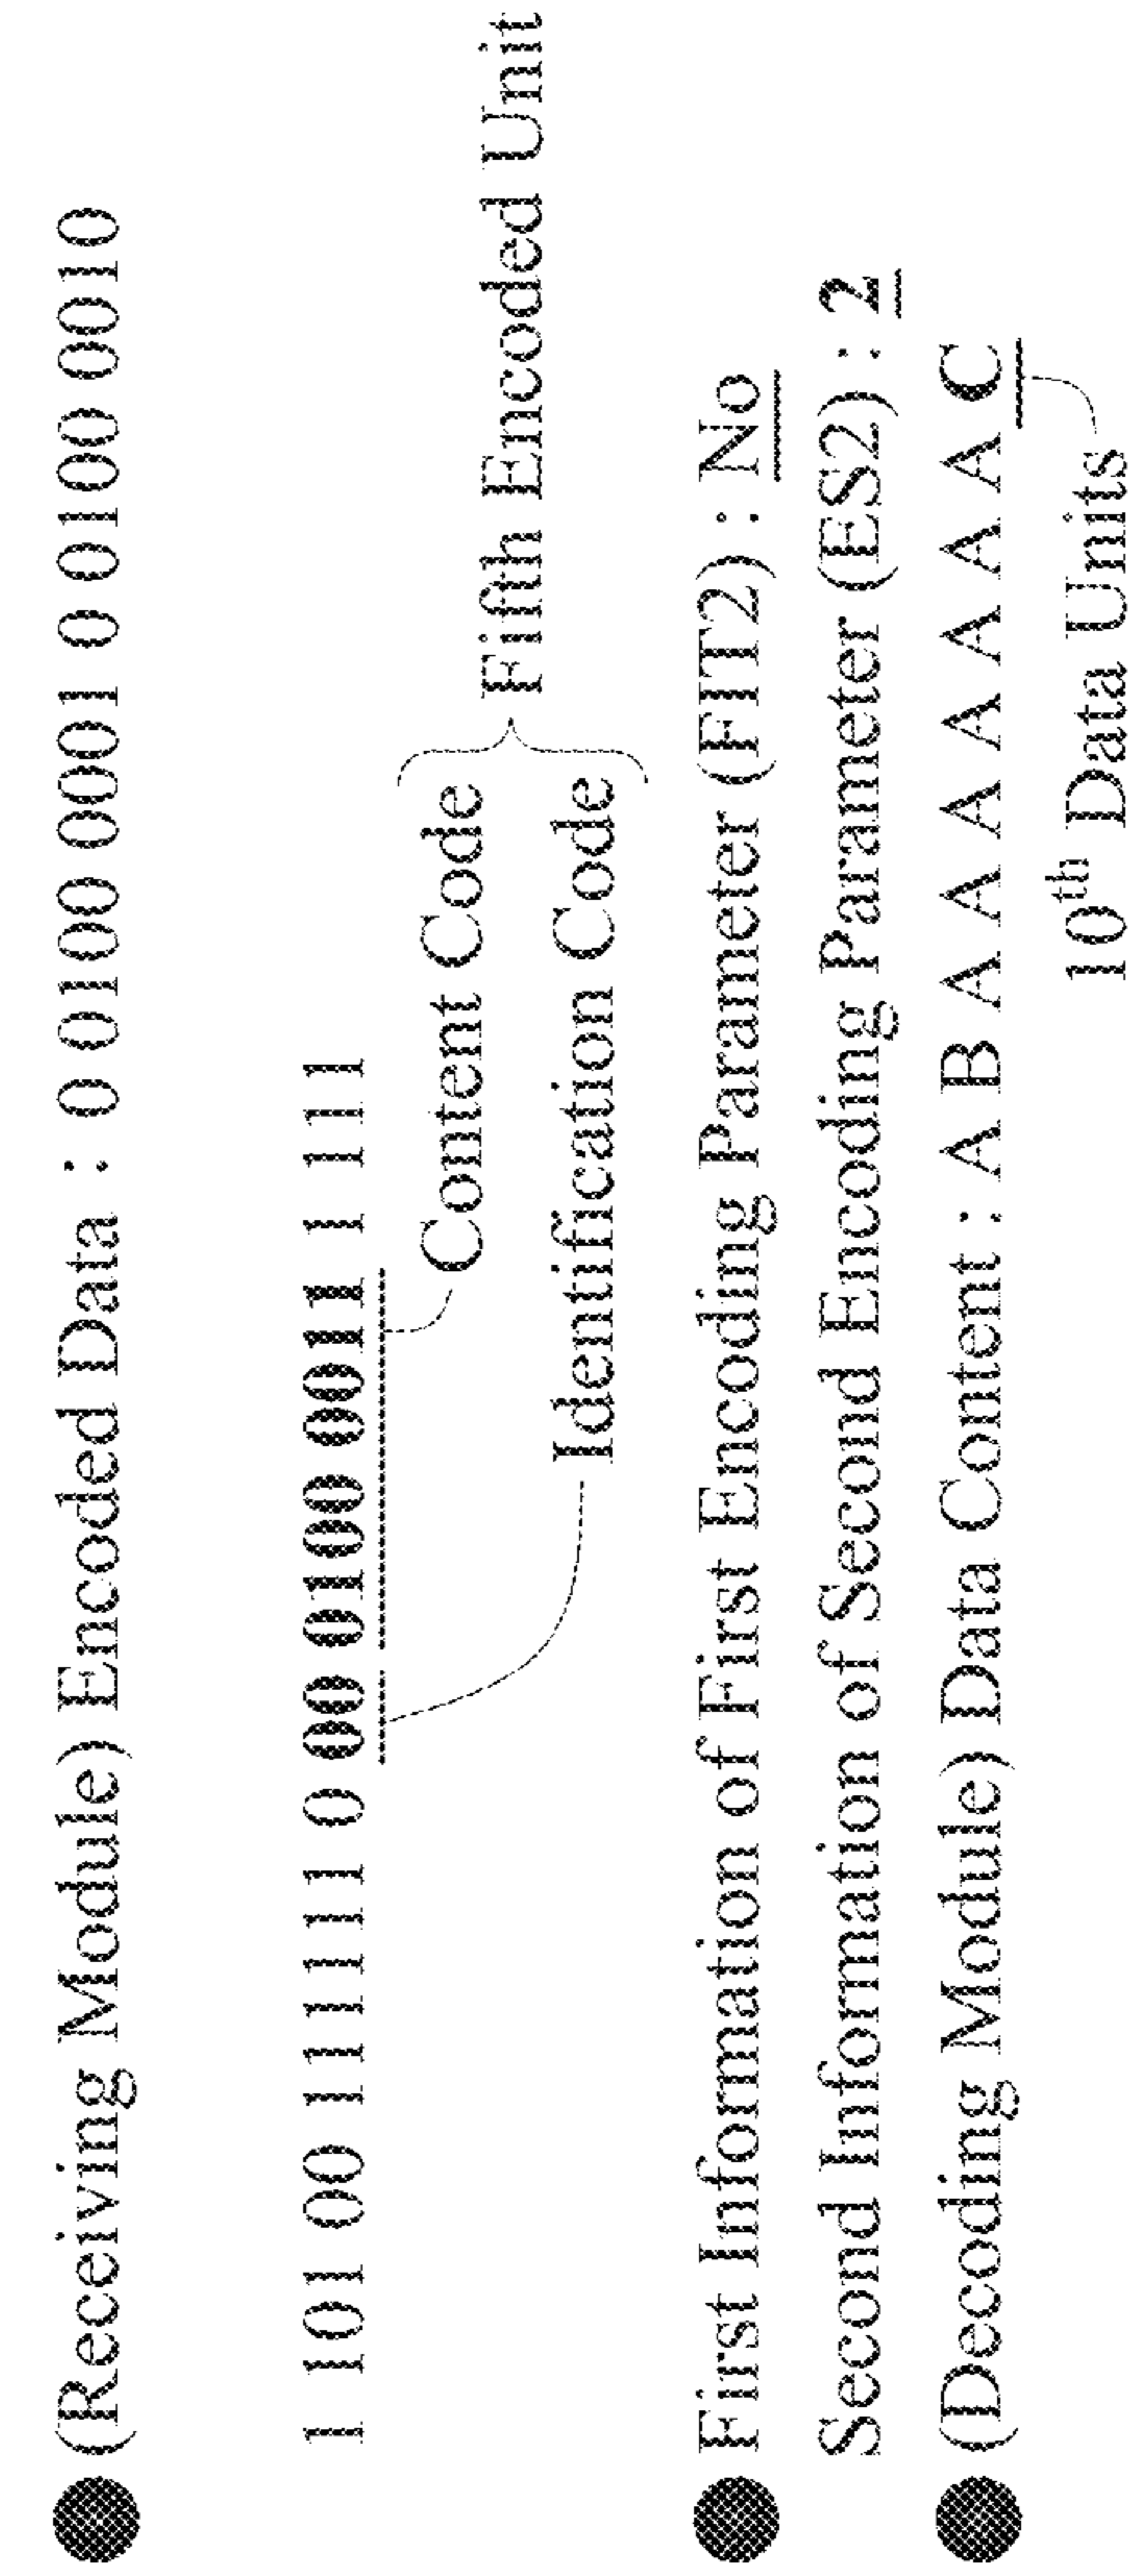 (Receiving Module) Encoded Data : 0 0100 0001 0 0100 0010
1 101 00 11111 0 00 0100 0011 1 111
Content Code
Identification Code
Fifth Encoded Unit
First Information of First Encoding Parameter (FIT2) : No
Second Information of Second Encoding Parameter (ES2) : 2
(Decoding Module) Data Content : A B A A A A A A A C
10th Data Units